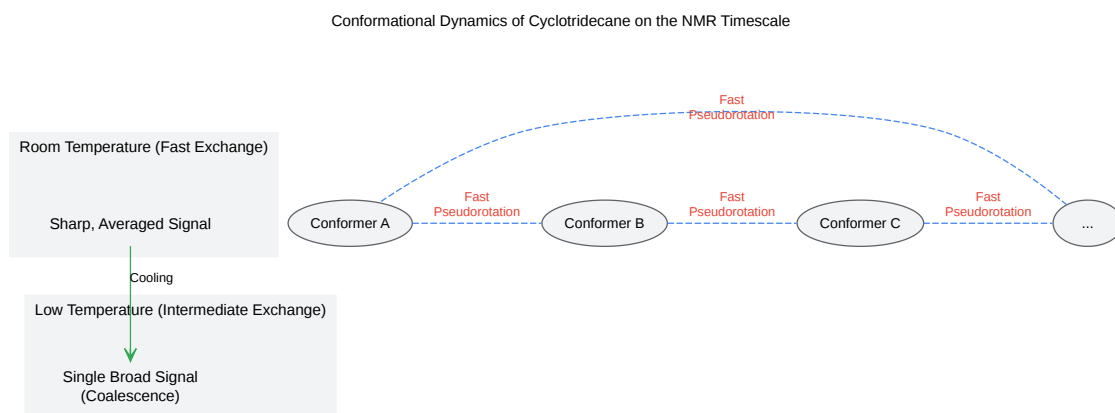 Conformational Dynamics of Cyclotridecane on the NMR Timescale
Fast
Pseudorotation
Room Temperature (Fast Exchange)
Sharp, Averaged Signal
Conformer A
Fast
Pseudorotation
Conformer B
Fast
Pseudorotation
Conformer C
Fast
Pseudorotation
...
Cooling
Low Temperature (Intermediate Exchange)
Single Broad Signal
(Coalescence)